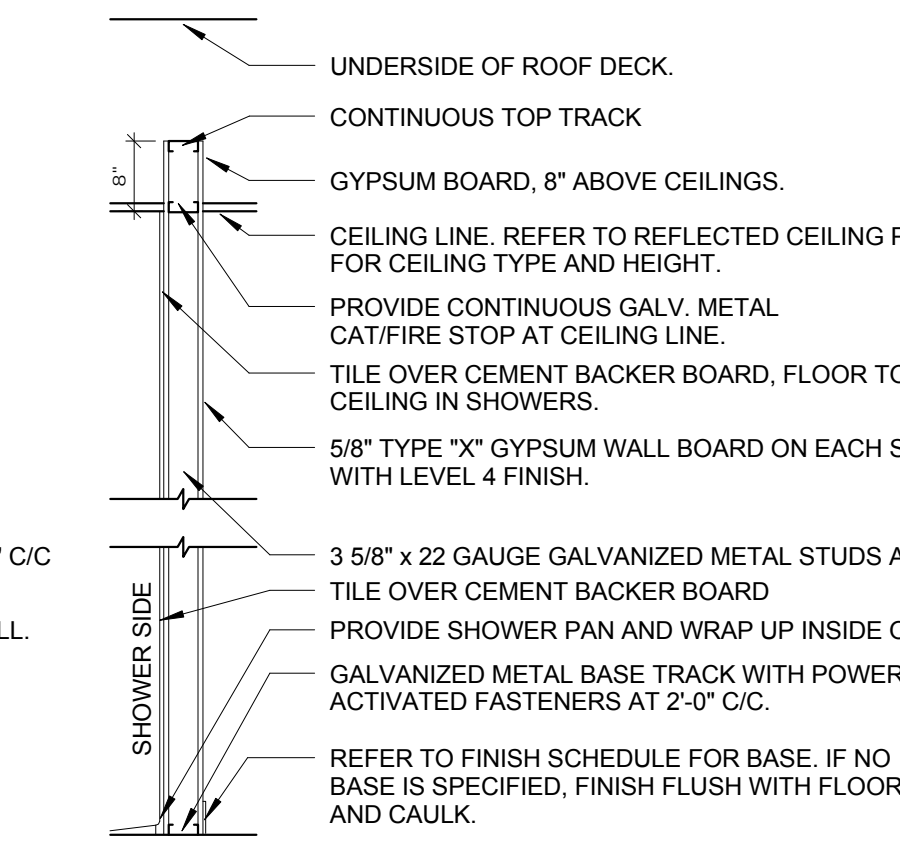 UNDERSIDE OF ROOF DECK.
CONTINUOUS TOP TRACK
8"
GYPSUM BOARD, 8" ABOVE CEILINGS.
CEILING LINE. REFER TO REFLECTED CEILING
FOR CEILING TYPE AND HEIGHT.
PROVIDE CONTINUOUS GALV. METAL
CAT/FIRE STOP AT CEILING LINE.
TILE OVER CEMENT BACKER BOARD, FLOOR TO
CEILING IN SHOWERS.
5/8" TYPE "X" GYPSUM WALL BOARD ON EACH
WITH LEVEL 4 FINISH.
" C/C
3 5/8" x 22 GAUGE GALVANIZED METAL STUDS
TILE OVER CEMENT BACKER BOARD
LL.
SHOWER SIDE
PROVIDE SHOWER PAN AND WRAP UP INSIDE
GALVANIZED METAL BASE TRACK WITH POWER
ACTIVATED FASTENERS AT 2'-0" C/C.
REFER TO FINISH SCHEDULE FOR BASE. IF NO
BASE IS SPECIFIED, FINISH FLUSH WITH FLOOR
AND CAULK.